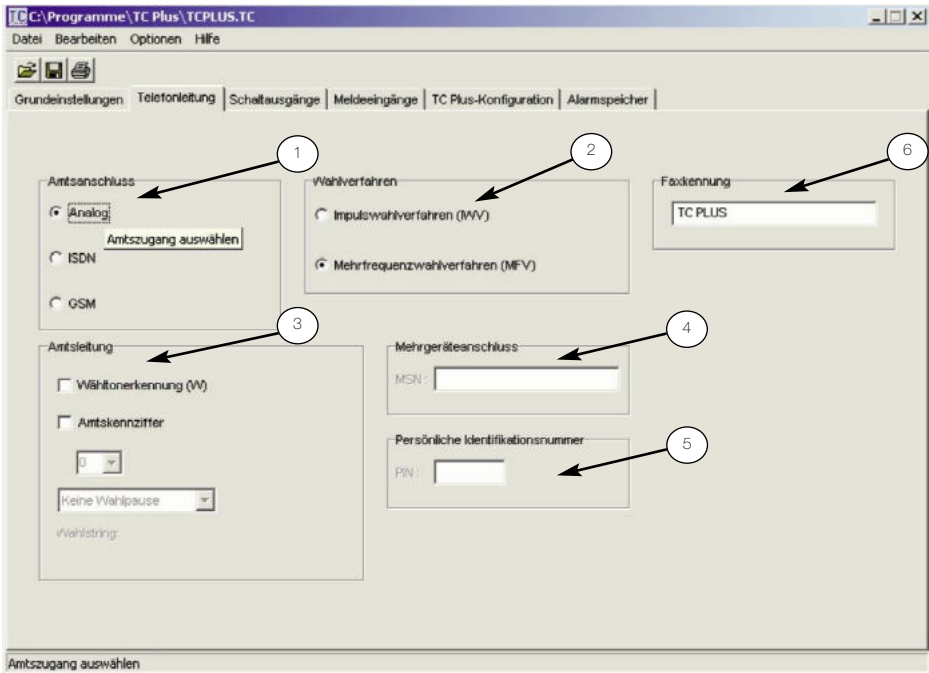 C:\Programme\TC Plus\TCPLUS.TC
Datei Bearbeiten Optionen Hilfe
Grundeinstellungen Telefonleitung Schaltausgänge Meldeeingänge TC Plus-Konfiguration Alarmspeicher
1
2
6
Amtsanschluss
Wahlverfahren
Faxkennung
Analog
Impulswahlverfahren (IWV)
TC PLUS
Amtszugang auswählen
ISDN
Mehrfrequenzwahlverfahren (MFV)
GSM
3
4
Amtsleitung
Mehrgeräteanschluss
Wähltonerkennung (W)
MSN :
Amtskennziffer
5
Persönliche Identifikationsnummer
0
PIN :
Keine Wahlpause
Wahlstring:
Amtszugang auswählen